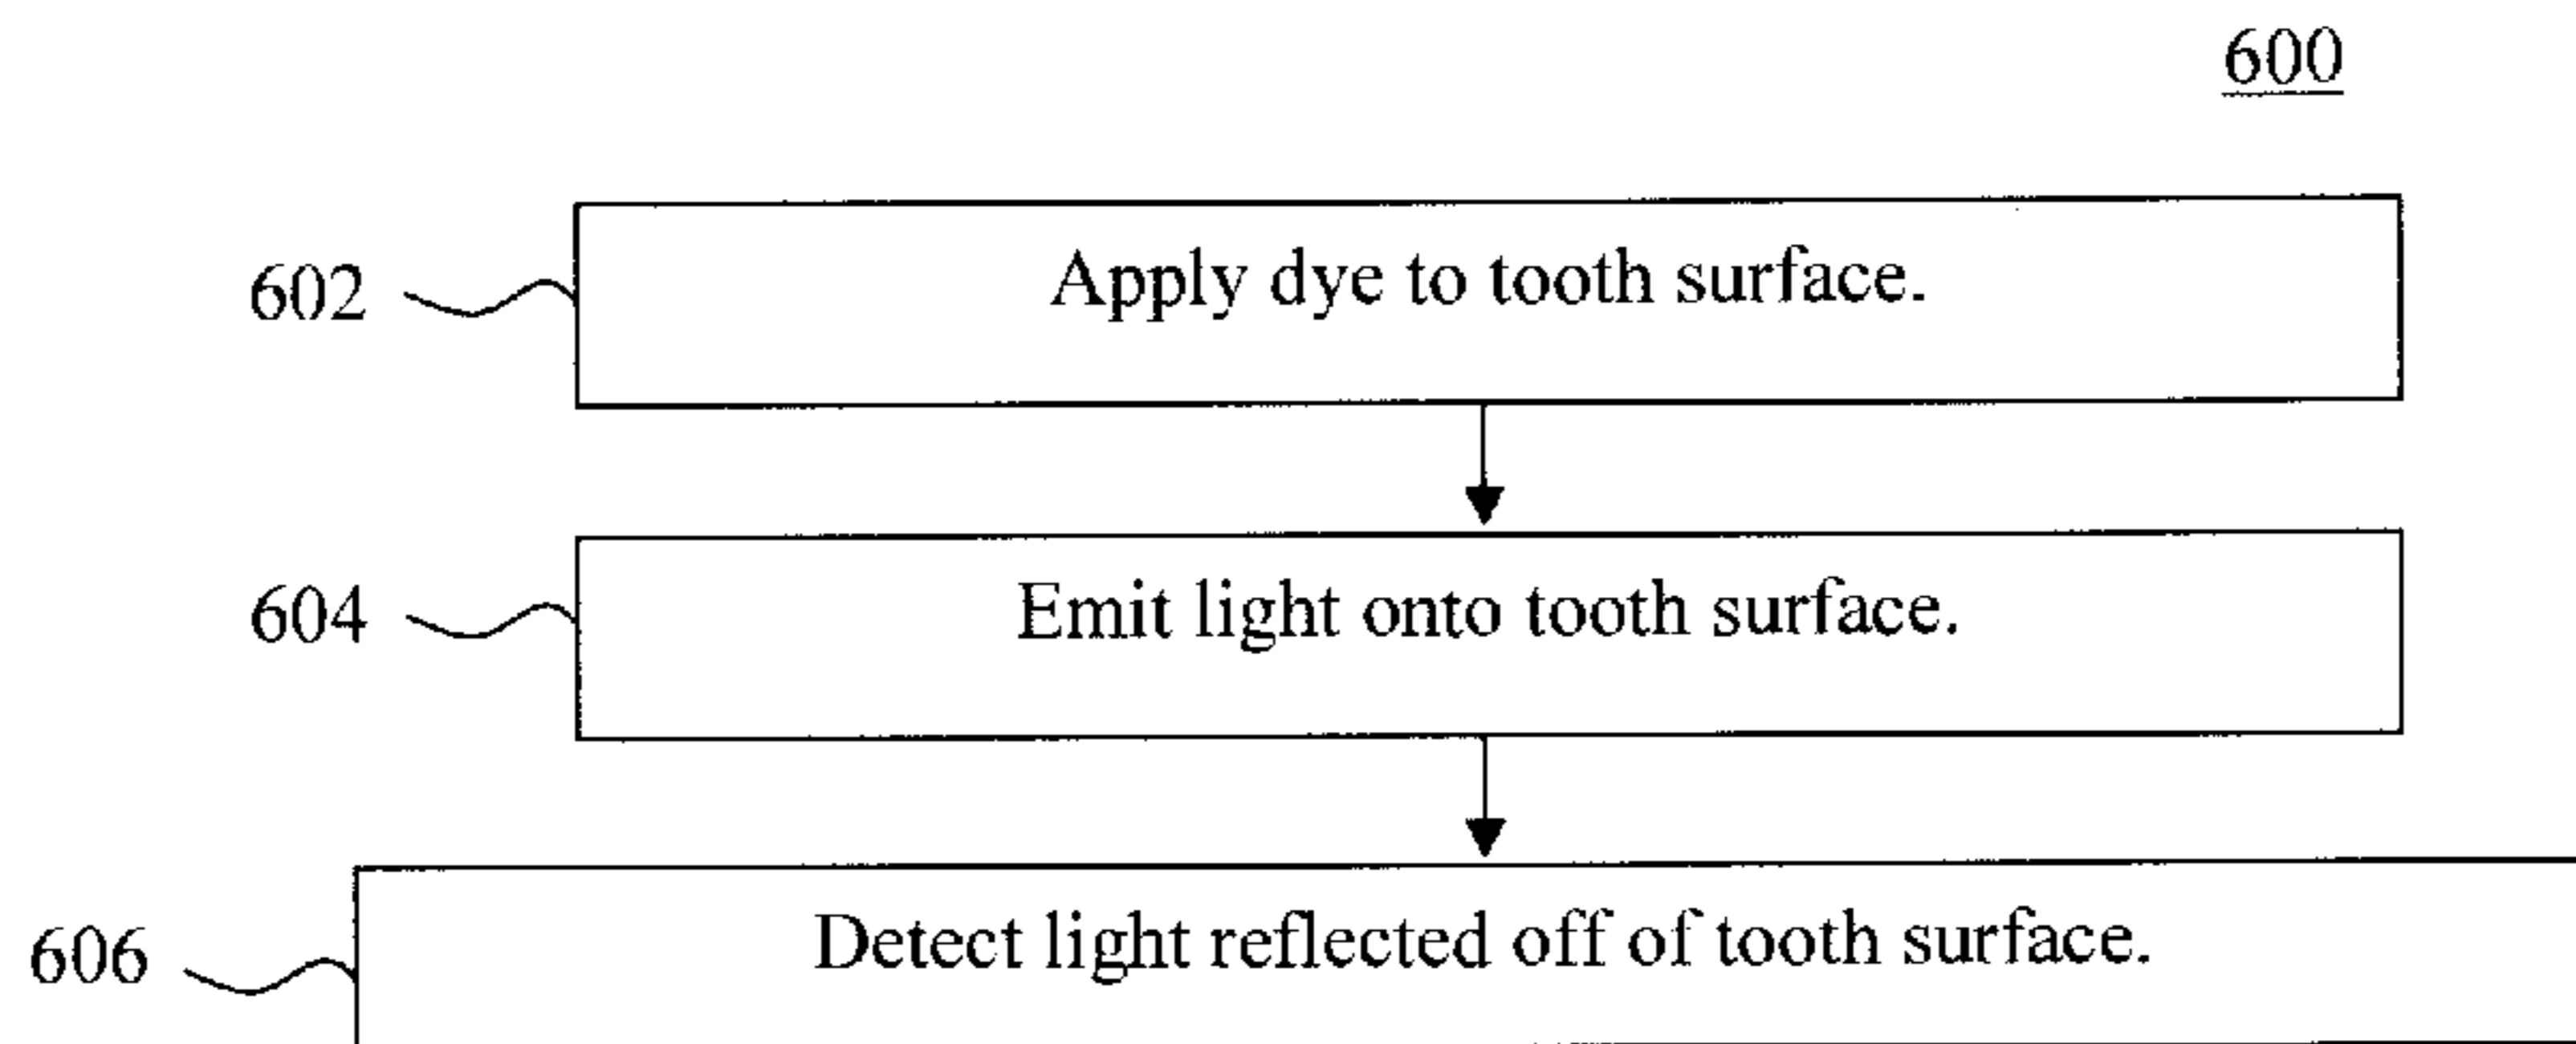 600
602 Apply dye to tooth surface.
604 Emit light onto tooth surface.
606 Detect light reflected off of tooth surface.